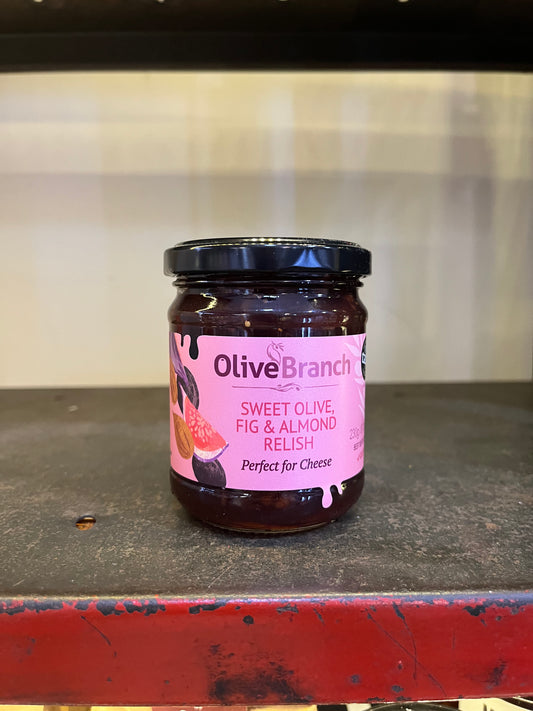 OliveBranch
SWEET OLIVE,
FIG & ALMOND
RELISH
Perfect for Cheese